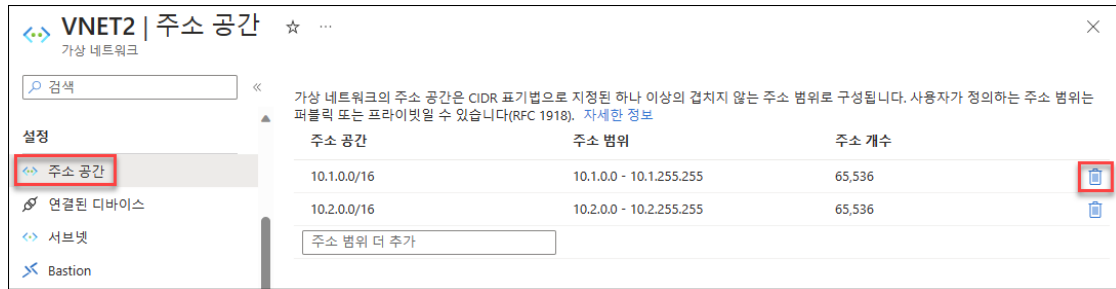 VNET2 | 주소 공간
가상 네트워크
검색
설정
주소 공간
연결된 디바이스
서브넷
Bastion
가상 네트워크의 주소 공간은 CIDR 표기법으로 지정된 하나 이상의 겹치지 않는 주소 범위로 구성됩니다. 사용자가 정의하는 주소 범위는
퍼블릭 또는 프라이빗일 수 있습니다(RFC 1918). 자세한 정보
주소 공간 주소 범위 주소 개수
10.1.0.0/16 10.1.0.0 - 10.1.255.255 65,536
10.2.0.0/16 10.2.0.0 - 10.2.255.255 65,536
주소 범위 더 추가